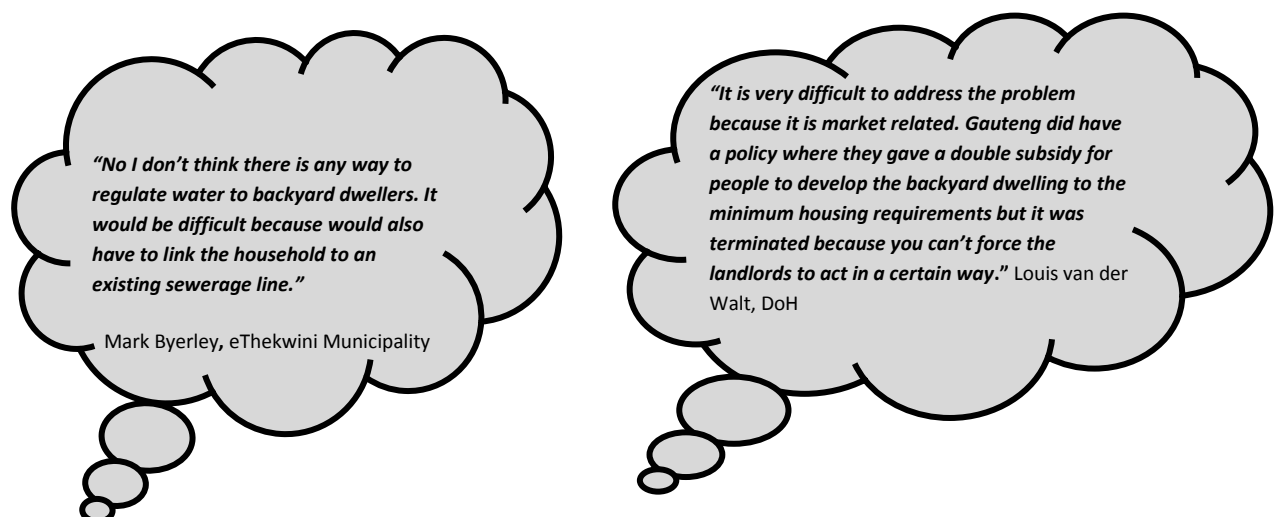 “No I don’t think there is any way to
regulate water to backyard dwellers. It
would be difficult because would also
have to link the household to an
existing sewerage line.”
Mark Byerley, eThekwini Municipality
“It is very difficult to address the problem
because it is market related. Gauteng did have
a policy where they gave a double subsidy for
people to develop the backyard dwelling to the
minimum housing requirements but it was
terminated because you can’t force the
landlords to act in a certain way.” Louis van der
Walt, DoH